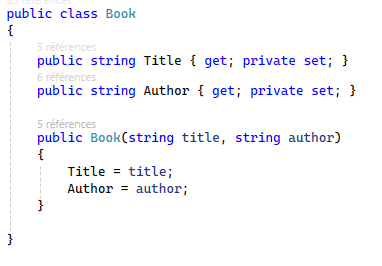 public class Book
{
5 références
public string Title { get; private set; }
6 références
public string Author { get; private set; }
5 références
public Book(string title, string author)
{
Title = title;
Author = author;
}
}